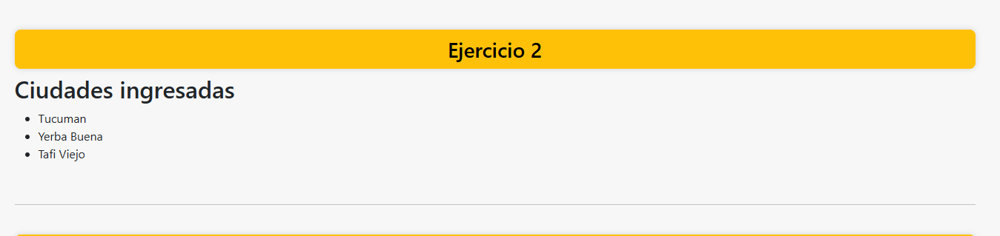 Ejercicio 2
Ciudades ingresadas
Tucuman
Yerba Buena
Tafi Viejo